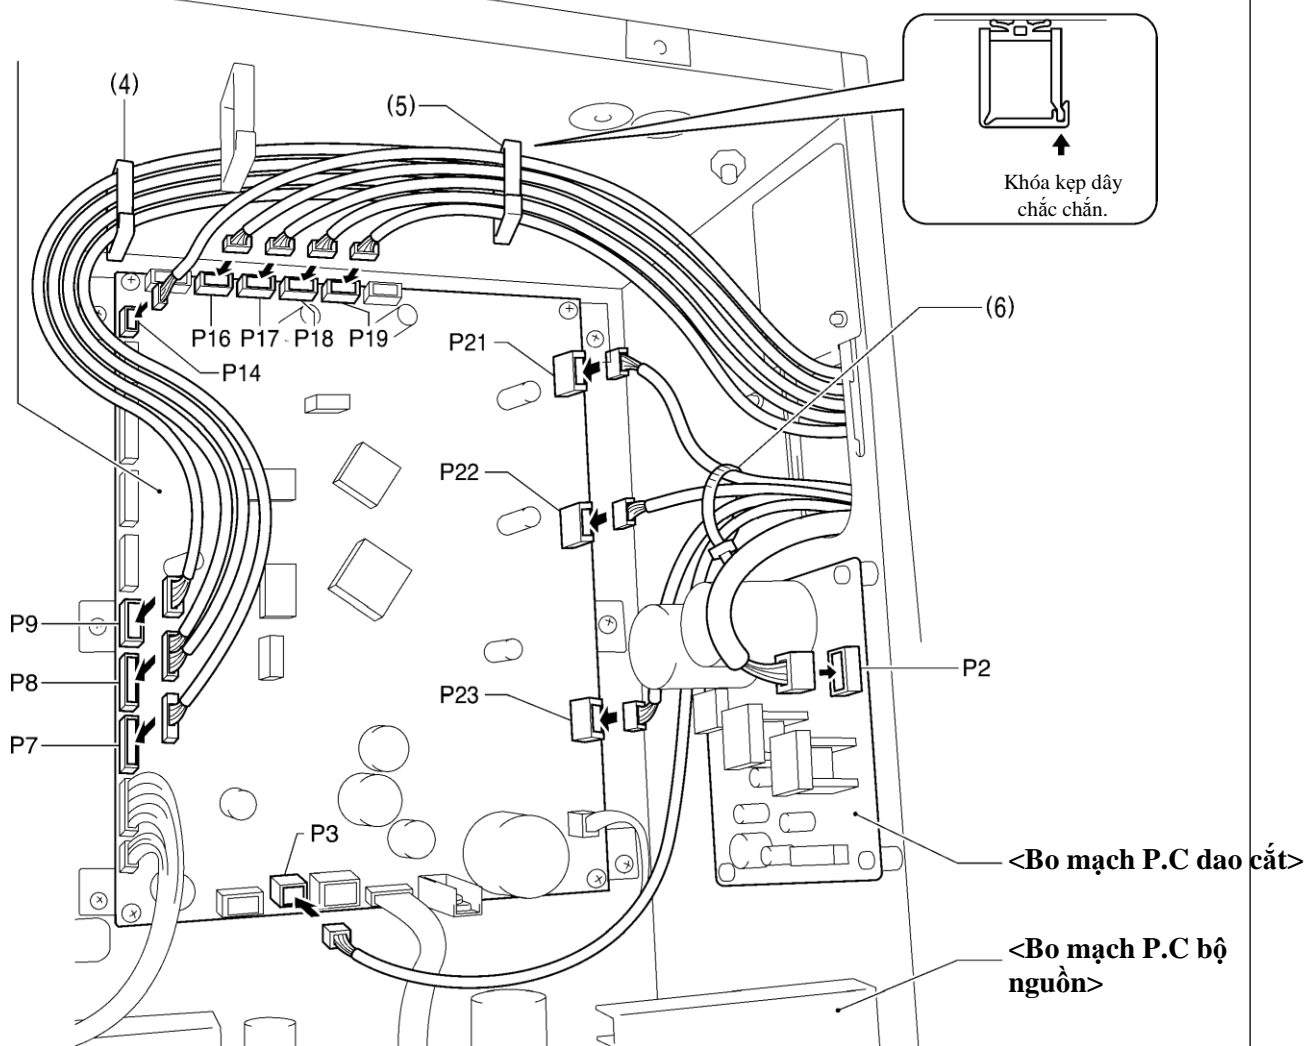 (4)
(5)
Khóa kẹp dây
chắc chắn.
(6)
P16 P17 P18 P19
P21
P14
P22
P9
P8
P2
P23
P7
P3
<Bo mạch P.C dao cắt>
<Bo mạch P.C bộ
nguồn>